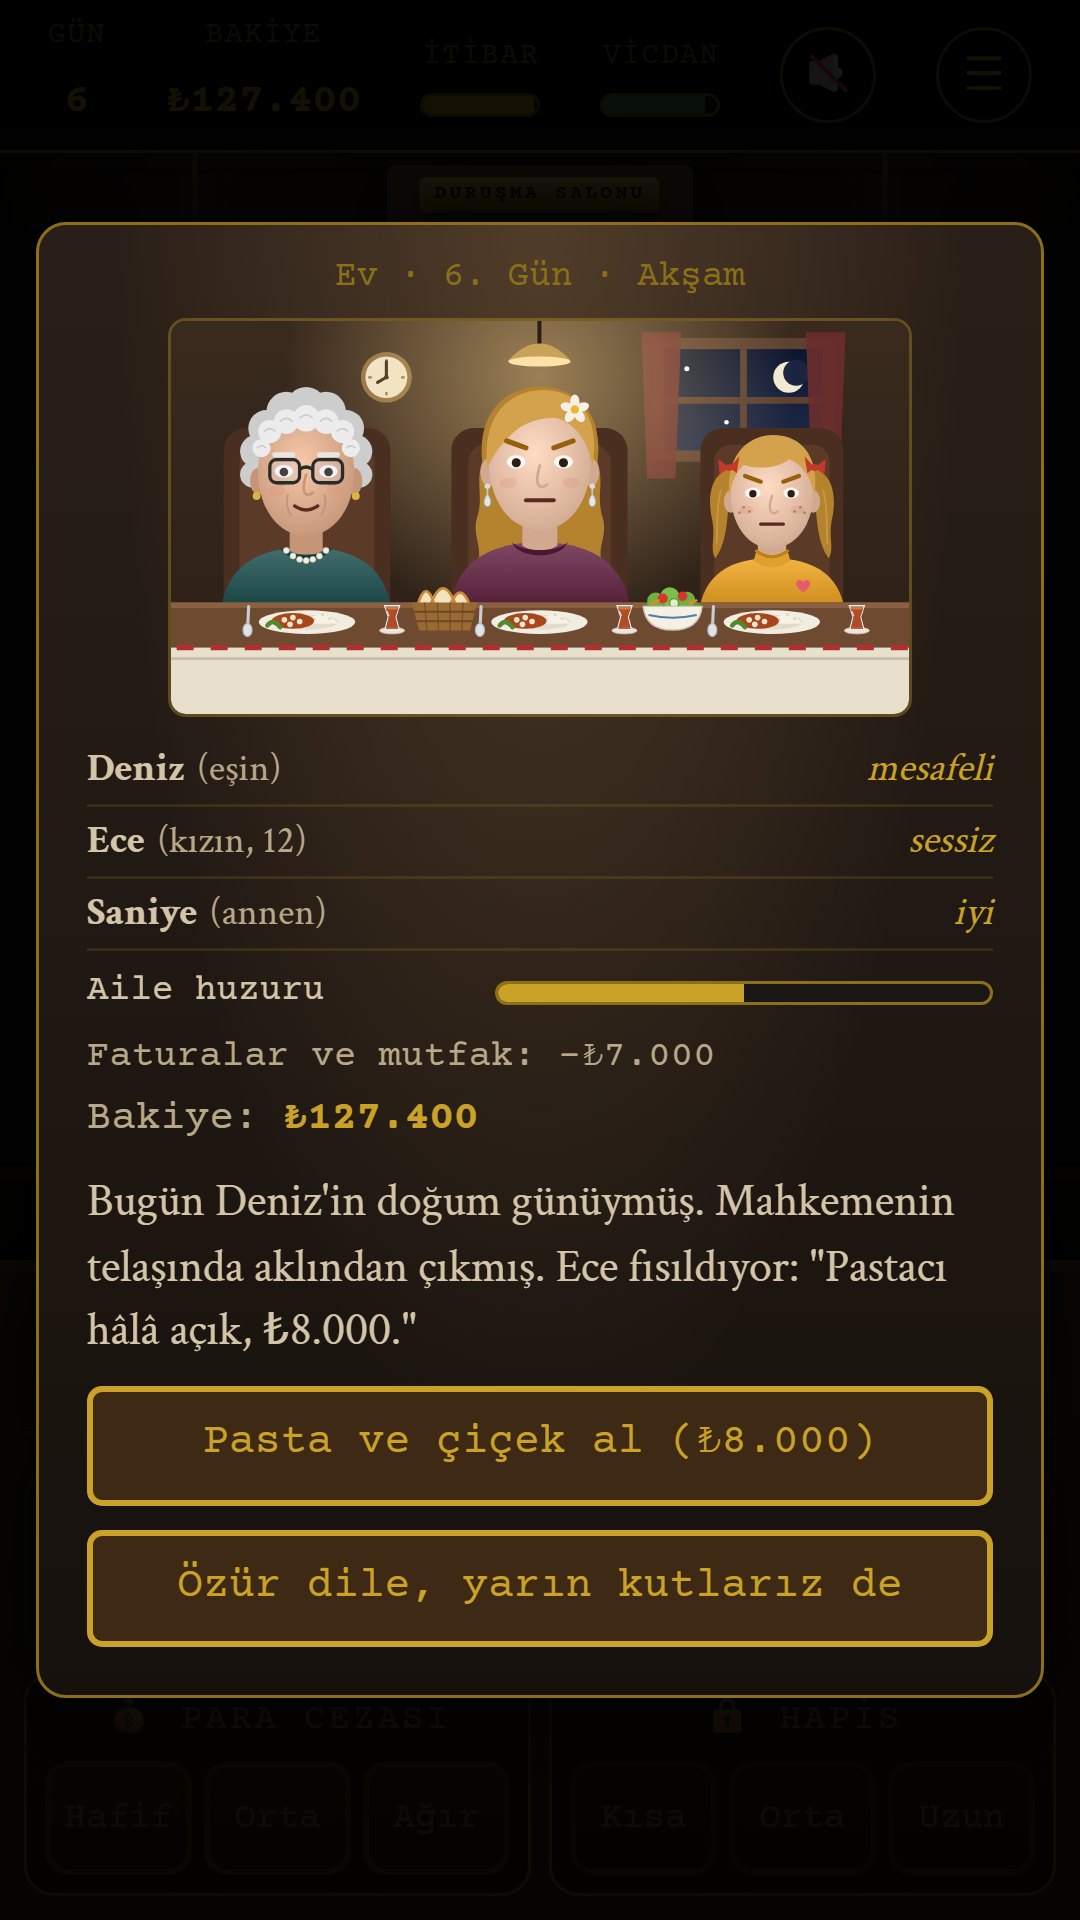 GÜN
BAKİYE
İTİBAR
VİCDAN
6
₺127.400
DURUŞMA SALONU
Ev · 6. Gün · Akşam
Deniz (eşin)
mesafeli
Ece (kızın, 12)
sessiz
Saniye (annen)
iyi
Aile huzuru
Faturalar ve mutfak: −₺7.000
Bakiye: ₺127.400
Bugün Deniz'in doğum günüymüş. Mahkemenin
telaşında aklından çıkmış. Ece fısıldıyor: "Pastacı
hâlâ açık, ₺8.000."
Pasta ve çiçek al (₺8.000)
Özür dile, yarın kutlarız de
PARA CEZASI
HAPİS
Hafif
Orta
Ağır
Kısa
Orta
Uzun